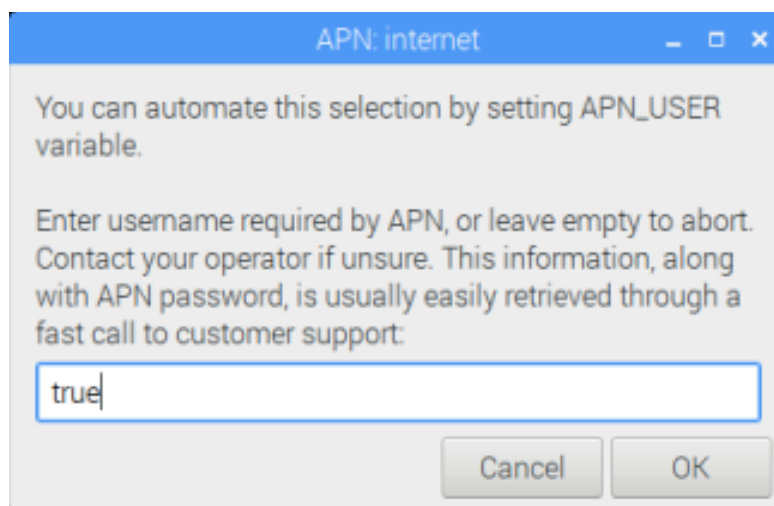 APN: internet
You can automate this selection by setting APN_USER
variable.
Enter username required by APN, or leave empty to abort.
Contact your operator if unsure. This information, along
with APN password, is usually easily retrieved through a
fast call to customer support:
true
Cancel OK